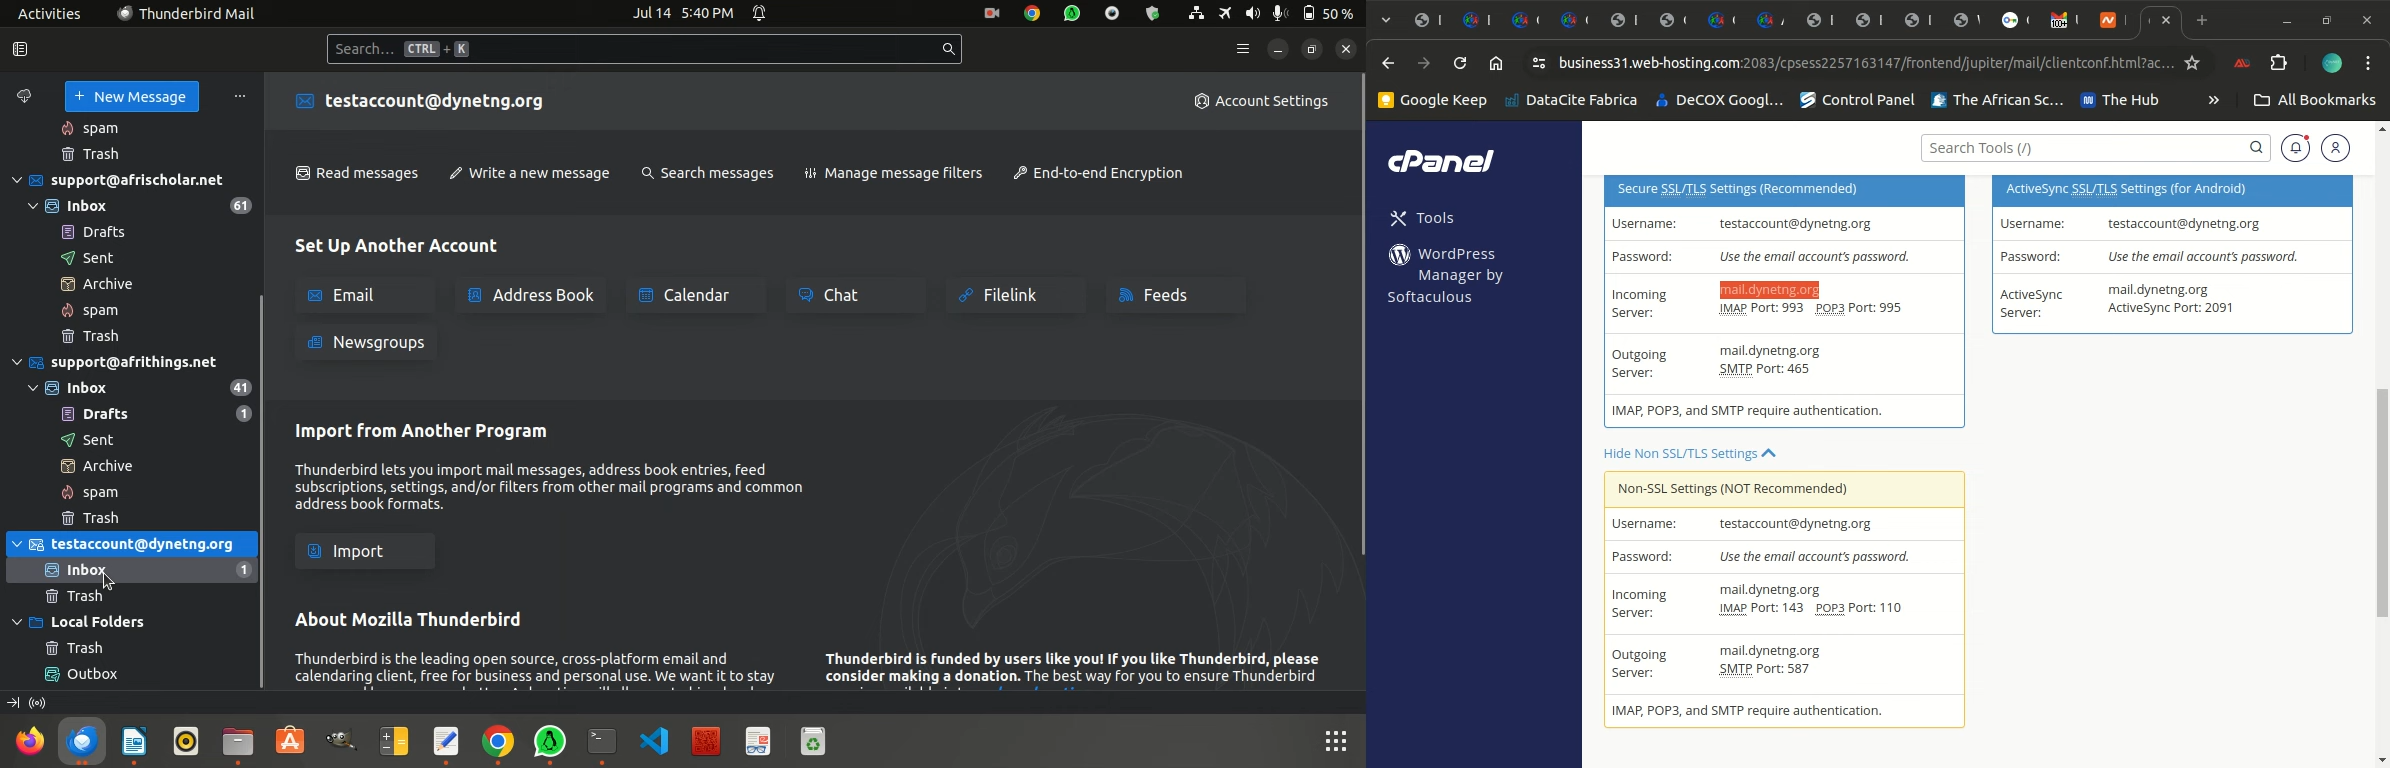 Activities
Thunderbird Mail
Jul 14 5:40 PM
50 %
Search... CTRL + K
New Message
spam
Trash
support@afrischolar.net
Inbox 61
Drafts
Sent
Archive
spam
Trash
support@afrithings.net
Inbox 41
Drafts 1
Sent
Archive
spam
Trash
testaccount@dynetng.org
Inbox 1
Trash
Local Folders
Trash
Outbox
testaccount@dynetng.org
Account Settings
Read messages
Write a new message
Search messages
Manage message filters
End-to-end Encryption
Set Up Another Account
Email
Address Book
Calendar
Chat
Filelink
Feeds
Newsgroups
Import from Another Program
Thunderbird lets you import mail messages, address book entries, feed
subscriptions, settings, and/or filters from other mail programs and common
address book formats.
Import
About Mozilla Thunderbird
Thunderbird is the leading open source, cross-platform email and
calendaring client, free for business and personal use. We want it to stay
Thunderbird is funded by users like you! If you like Thunderbird, please
consider making a donation. The best way for you to ensure Thunderbird
100+
business31.web-hosting.com:2083/cpsess2257163147/frontend/jupiter/mail/clientconf.html?ac...
Google Keep
DataCite Fabrica
DeCOX Googl...
Control Panel
The African Sc...
The Hub
All Bookmarks
cPanel
Tools
WordPress
Manager by
Softaculous
Search Tools (/)
Secure SSL/TLS Settings (Recommended)
Username: testaccount@dynetng.org
Password: Use the email account's password.
Incoming
Server:
mail.dynetng.org
IMAP Port: 993 POP3 Port: 995
Outgoing
Server:
mail.dynetng.org
SMTP Port: 465
IMAP, POP3, and SMTP require authentication.
ActiveSync SSL/TLS Settings (for Android)
Username: testaccount@dynetng.org
Password: Use the email account's password.
ActiveSync
Server:
mail.dynetng.org
ActiveSync Port: 2091
Hide Non SSL/TLS Settings
Non-SSL Settings (NOT Recommended)
Username: testaccount@dynetng.org
Password: Use the email account's password.
Incoming
Server:
mail.dynetng.org
IMAP Port: 143 POP3 Port: 110
Outgoing
Server:
mail.dynetng.org
SMTP Port: 587
IMAP, POP3, and SMTP require authentication.